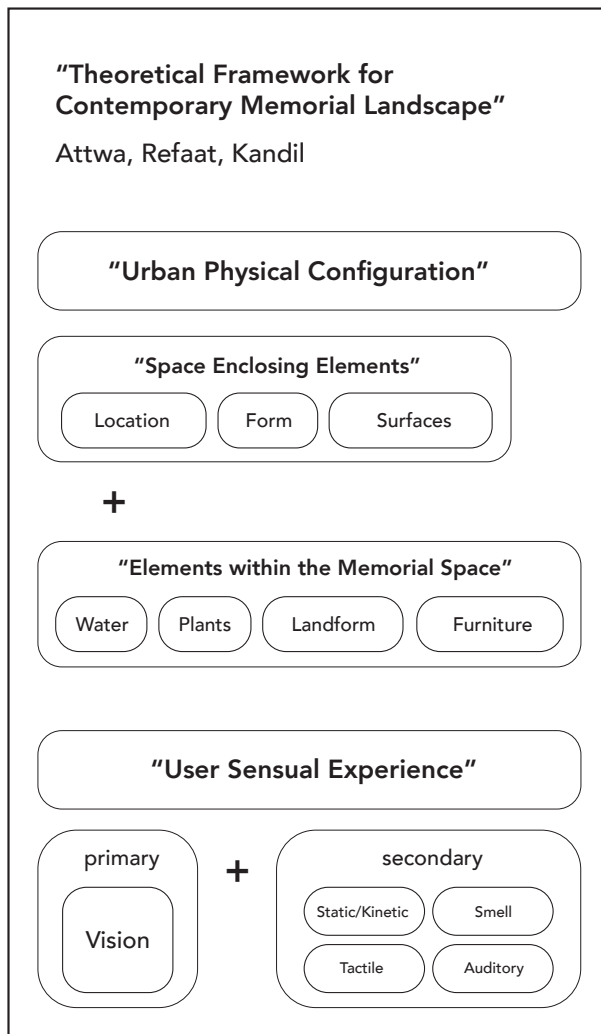 "Theoretical Framework for
Contemporary Memorial Landscape"
Attwa, Refaat, Kandil
"Urban Physical Configuration"
"Space Enclosing Elements"
Location Form Surfaces
+
"Elements within the Memorial Space"
Water Plants Landform Furniture
"User Sensual Experience"
primary + secondary
Vision
Static/Kinetic Smell
Tactile Auditory